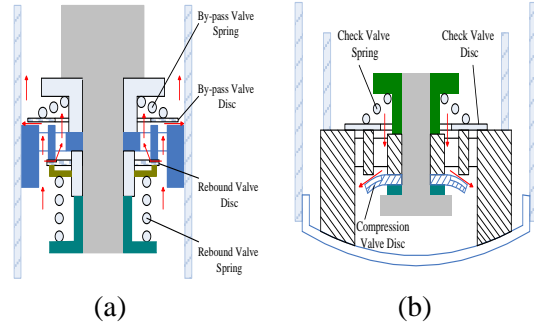 By-pass Valve
Spring
By-pass Valve
Disc
Rebound Valve
Disc
Rebound Valve
Spring
(a)
Check Valve
Spring
Check Valve
Disc
Compression
Valve Disc
(b)